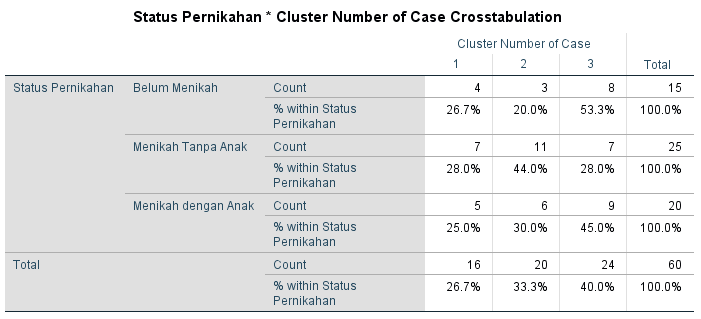 Status Pernikahan * Cluster Number of Case Crosstabulation
Cluster Number of Case
1 2 3 Total
Status Pernikahan Belum Menikah Count 4 3 8 15
% within Status Pernikahan 26.7% 20.0% 53.3% 100.0%
Menikah Tanpa Anak Count 7 11 7 25
% within Status Pernikahan 28.0% 44.0% 28.0% 100.0%
Menikah dengan Anak Count 5 6 9 20
% within Status Pernikahan 25.0% 30.0% 45.0% 100.0%
Total Count 16 20 24 60
% within Status Pernikahan 26.7% 33.3% 40.0% 100.0%